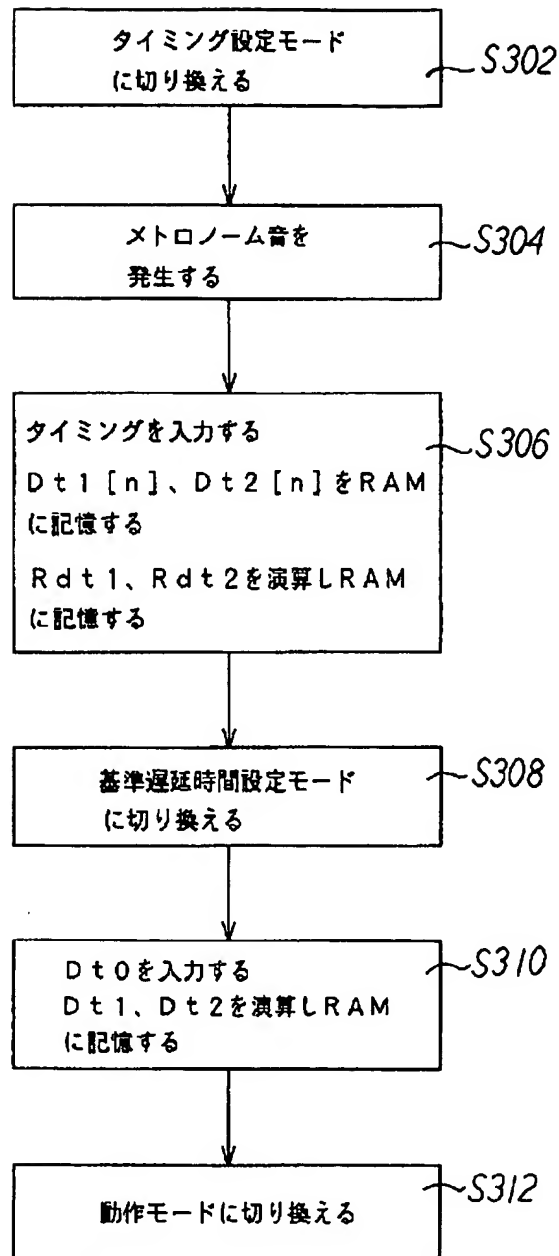 タイミング設定モード
に切り換える
S302
メトロノーム音を
発生する
S304
タイミングを入力する
Dt1[n]、Dt2[n]をRAM
に記憶する
Rdt1、Rdt2を演算しRAM
に記憶する
S306
基準遅延時間設定モード
に切り換える
S308
Dt0を入力する
Dt1、Dt2を演算しRAM
に記憶する
S310
動作モードに切り換える
S312